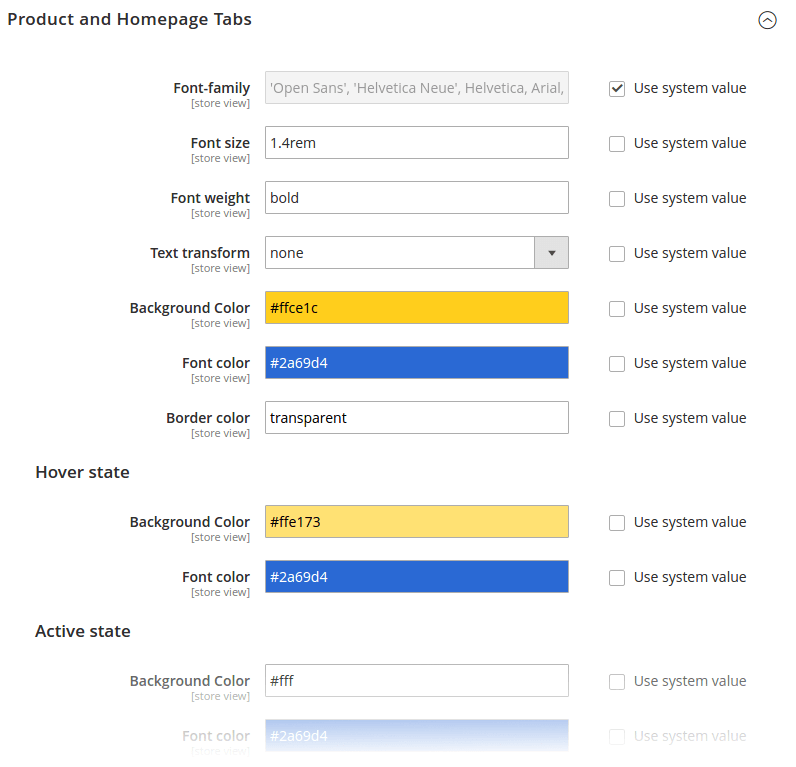 Product and Homepage Tabs
Font-family 'Open Sans', 'Helvetica Neue', Helvetica, Arial, Use system value
[store view]
Font size 1.4rem Use system value
[store view]
Font weight bold Use system value
[store view]
Text transform none Use system value
[store view]
Background Color #ffce1c Use system value
[store view]
Font color #2a69d4 Use system value
[store view]
Border color transparent Use system value
[store view]
Hover state
Background Color #ffe173 Use system value
[store view]
Font color #2a69d4 Use system value
[store view]
Active state
Background Color #fff Use system value
[store view]
Font color #2a69d4 Use system value
[store view]